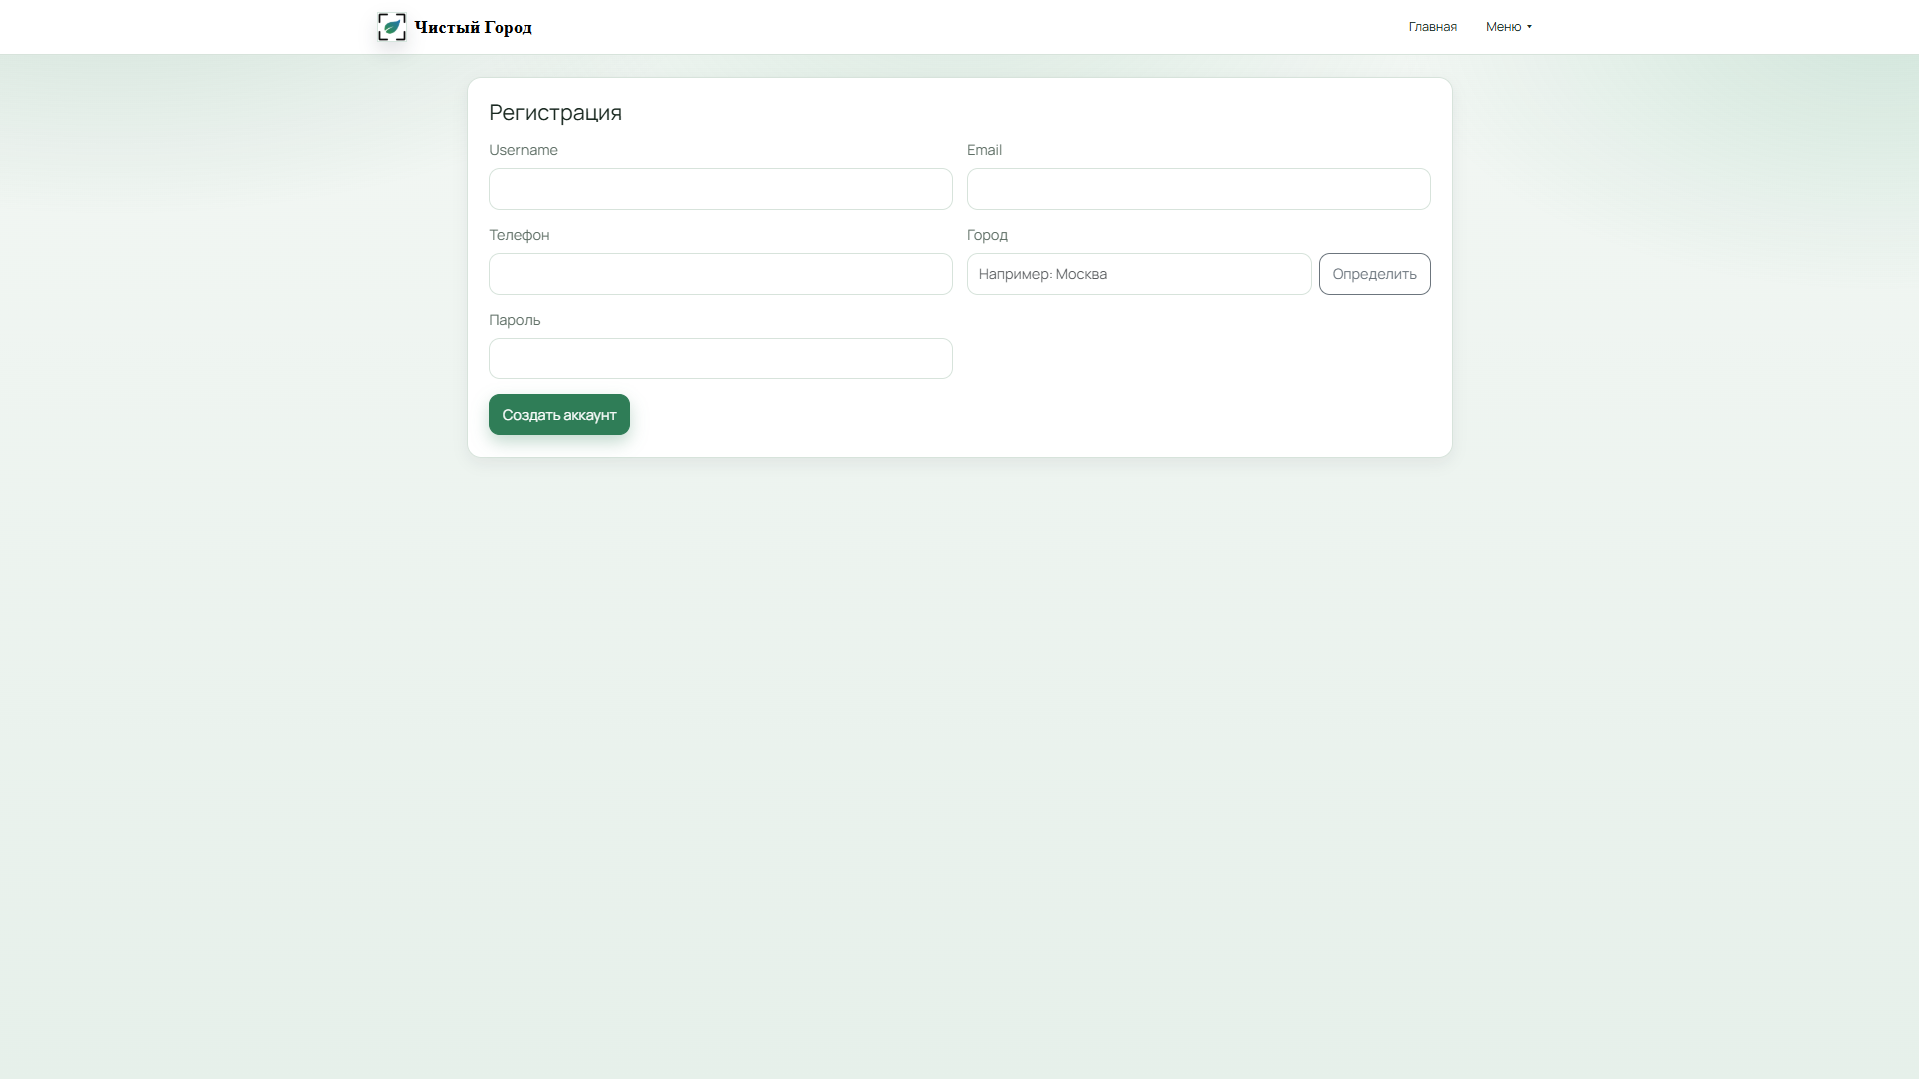 Чистый Город
Главная
Меню
Регистрация
Username
Email
Телефон
Город
Например: Москва
Определить
Пароль
Создать аккаунт